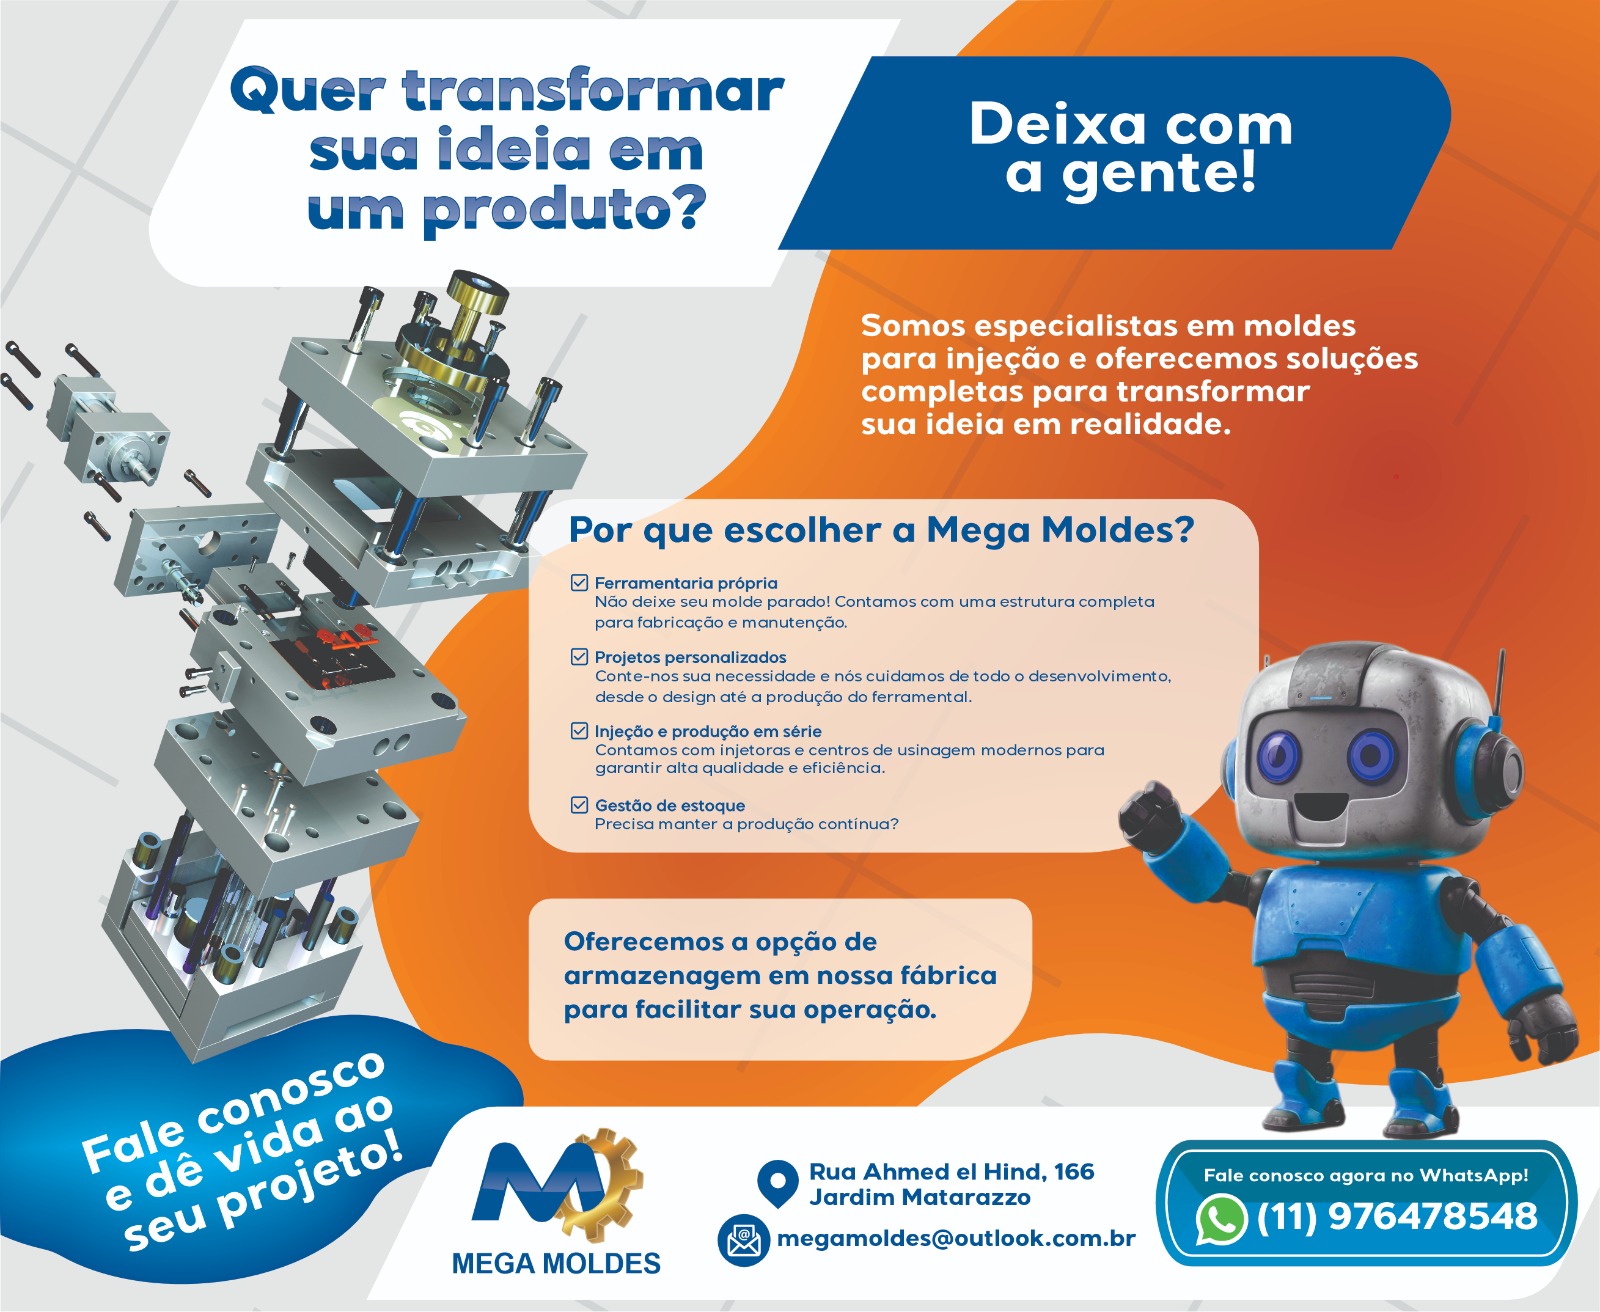 Quer transformar
sua ideia em
um produto?
Deixa com
a gente!
Somos especialistas em moldes
para injeção e oferecemos soluções
completas para transformar
sua ideia em realidade.
Por que escolher a Mega Moldes?
Ferramentaria própria
Não deixe seu molde parado! Contamos com uma estrutura completa
para fabricação e manutenção.
Projetos personalizados
Conte-nos sua necessidade e nós cuidamos de todo o desenvolvimento,
desde o design até a produção do ferramental.
Injeção e produção em série
Contamos com injetoras e centros de usinagem modernos para
garantir alta qualidade e eficiência.
Gestão de estoque
Precisa manter a produção contínua?
Oferecemos a opção de
armazenagem em nossa fábrica
para facilitar sua operação.
Fale conosco
e dê vida ao
seu projeto!
M
MEGA MOLDES
Rua Ahmed el Hind, 166
Jardim Matarazzo
megamoldes@outlook.com.br
Fale conosco agora no WhatsApp!
(11) 976478548